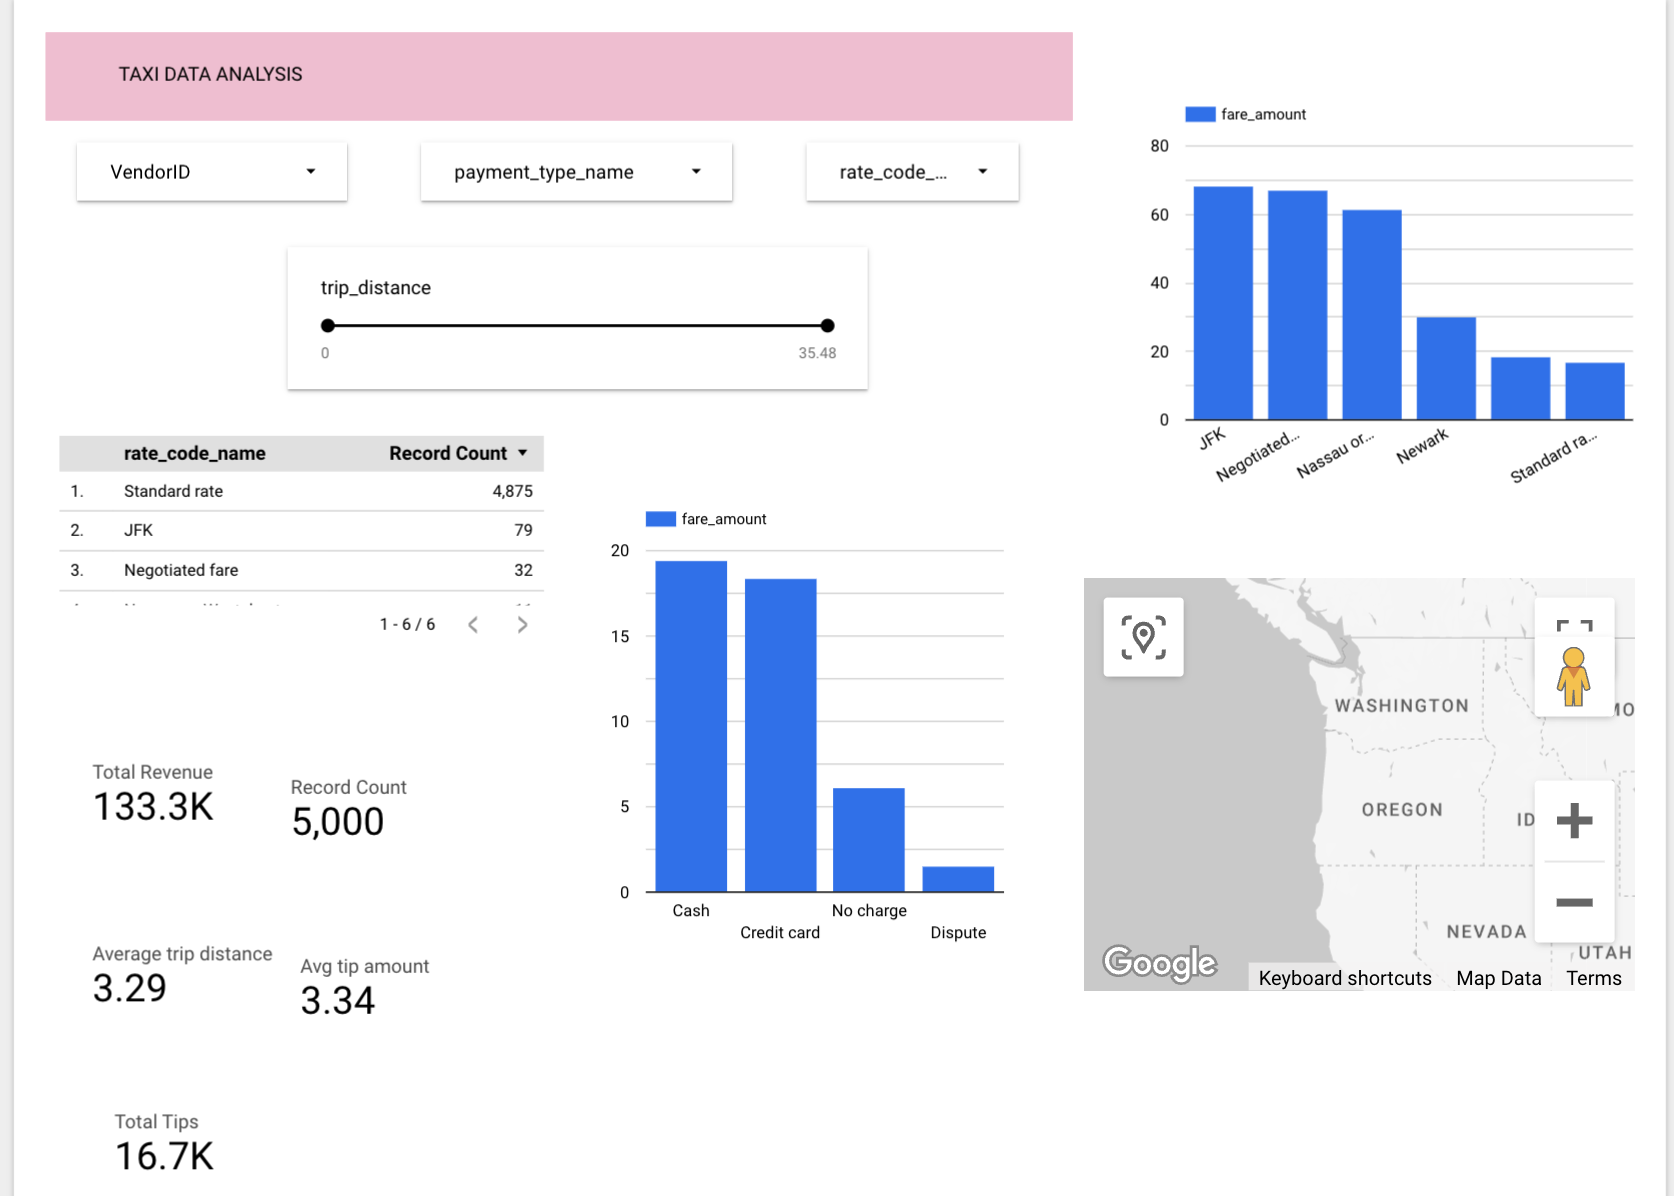 TAXI DATA ANALYSIS
VendorID
payment_type_name
rate_code_...
trip_distance
0
35.48
rate_code_name Record Count
1. Standard rate 4,875
2. JFK 79
3. Negotiated fare 32
1 - 6 / 6
Total Revenue
133.3K
Record Count
5,000
Average trip distance
3.29
Avg tip amount
3.34
Total Tips
16.7K
fare_amount
20
15
10
5
0
Cash
Credit card
No charge
Dispute
fare_amount
80
60
40
20
0
JFK
Negotiated...
Nassau or...
Newark
Standard ra...
WASHINGTON
MO
OREGON
ID
NEVADA
UTAH
Google
Keyboard shortcuts
Map Data
Terms